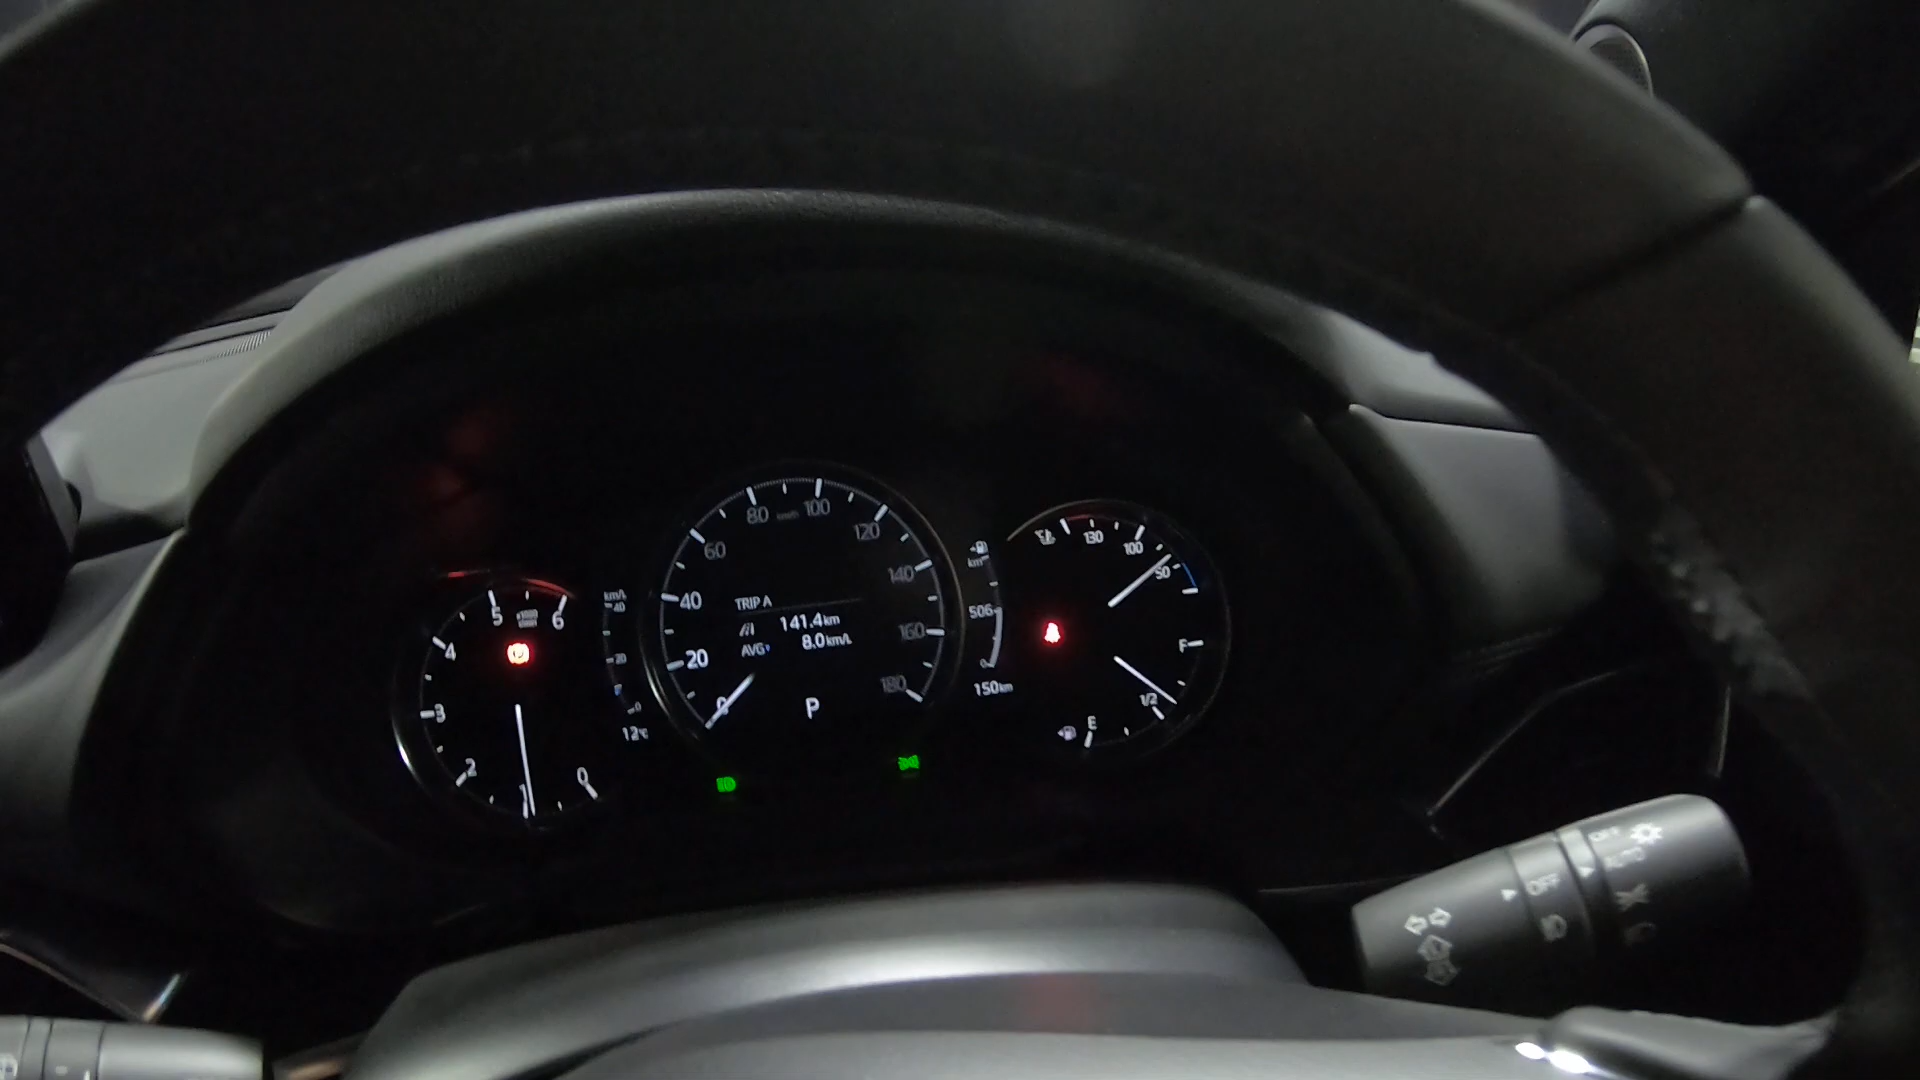 5 x1000 r/min 6
4
3
2
1
0
km/L
40
20
0
12℃
80 km/h 100
60 120
40 140
20 160
0 180
TRIP A
141.4km
AVG 8.0km/L
P
km
506
0
150km
130
100
50
F
1/2
E
OFF
AUTO
OFF